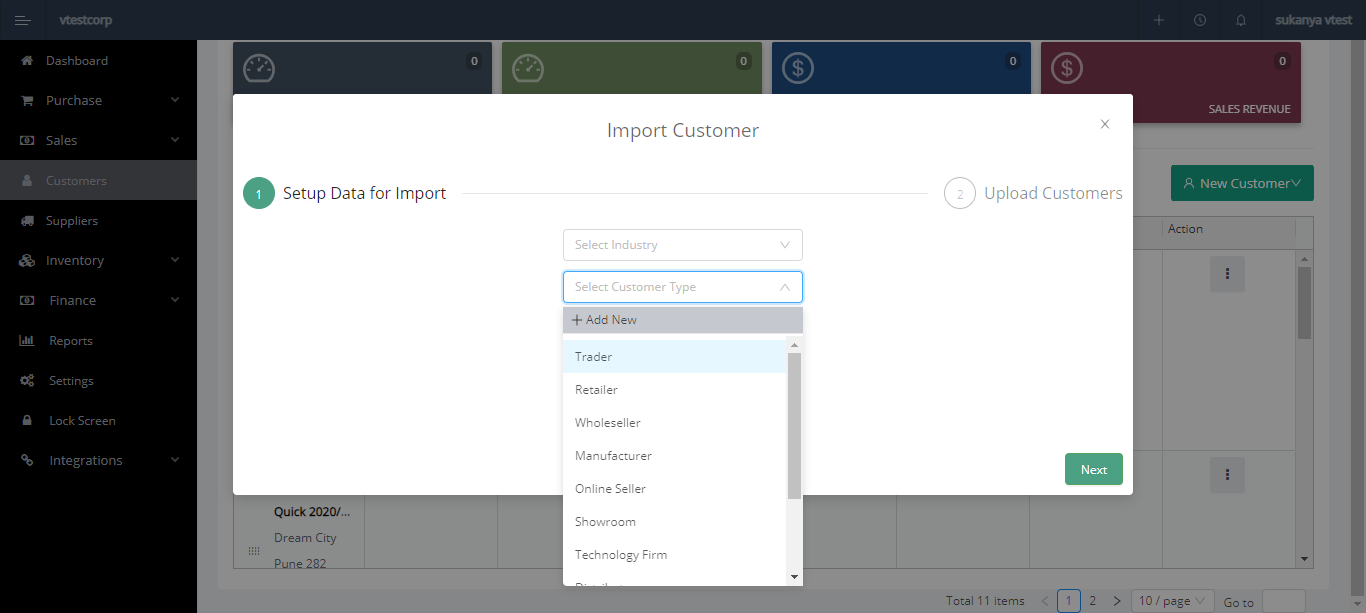 vtestcorp
sukanya vtest
Dashboard
Purchase
Sales
Customers
Suppliers
Inventory
Finance
Reports
Settings
Lock Screen
Integrations
0
0
0
0
SALES REVENUE
Import Customer
1 Setup Data for Import
2 Upload Customers
New Customer
Action
Select Industry
Select Customer Type
+ Add New
Trader
Retailer
Wholeseller
Manufacturer
Online Seller
Showroom
Technology Firm
Next
Quick 2020/...
Dream City
Pune 282
Total 11 items < 1 2 > 10 / page Go to